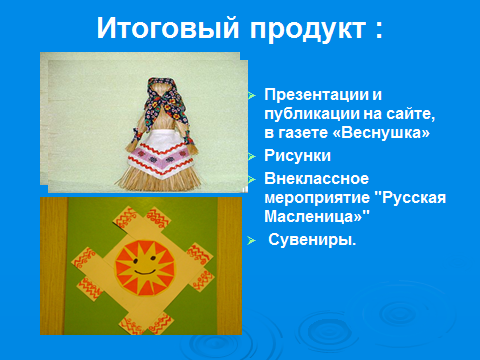 Итоговый продукт :
Презентации и
публикации на сайте,
в газете «Веснушка»
Рисунки
Внеклассное
мероприятие "Русская
Масленица»"
Сувениры.